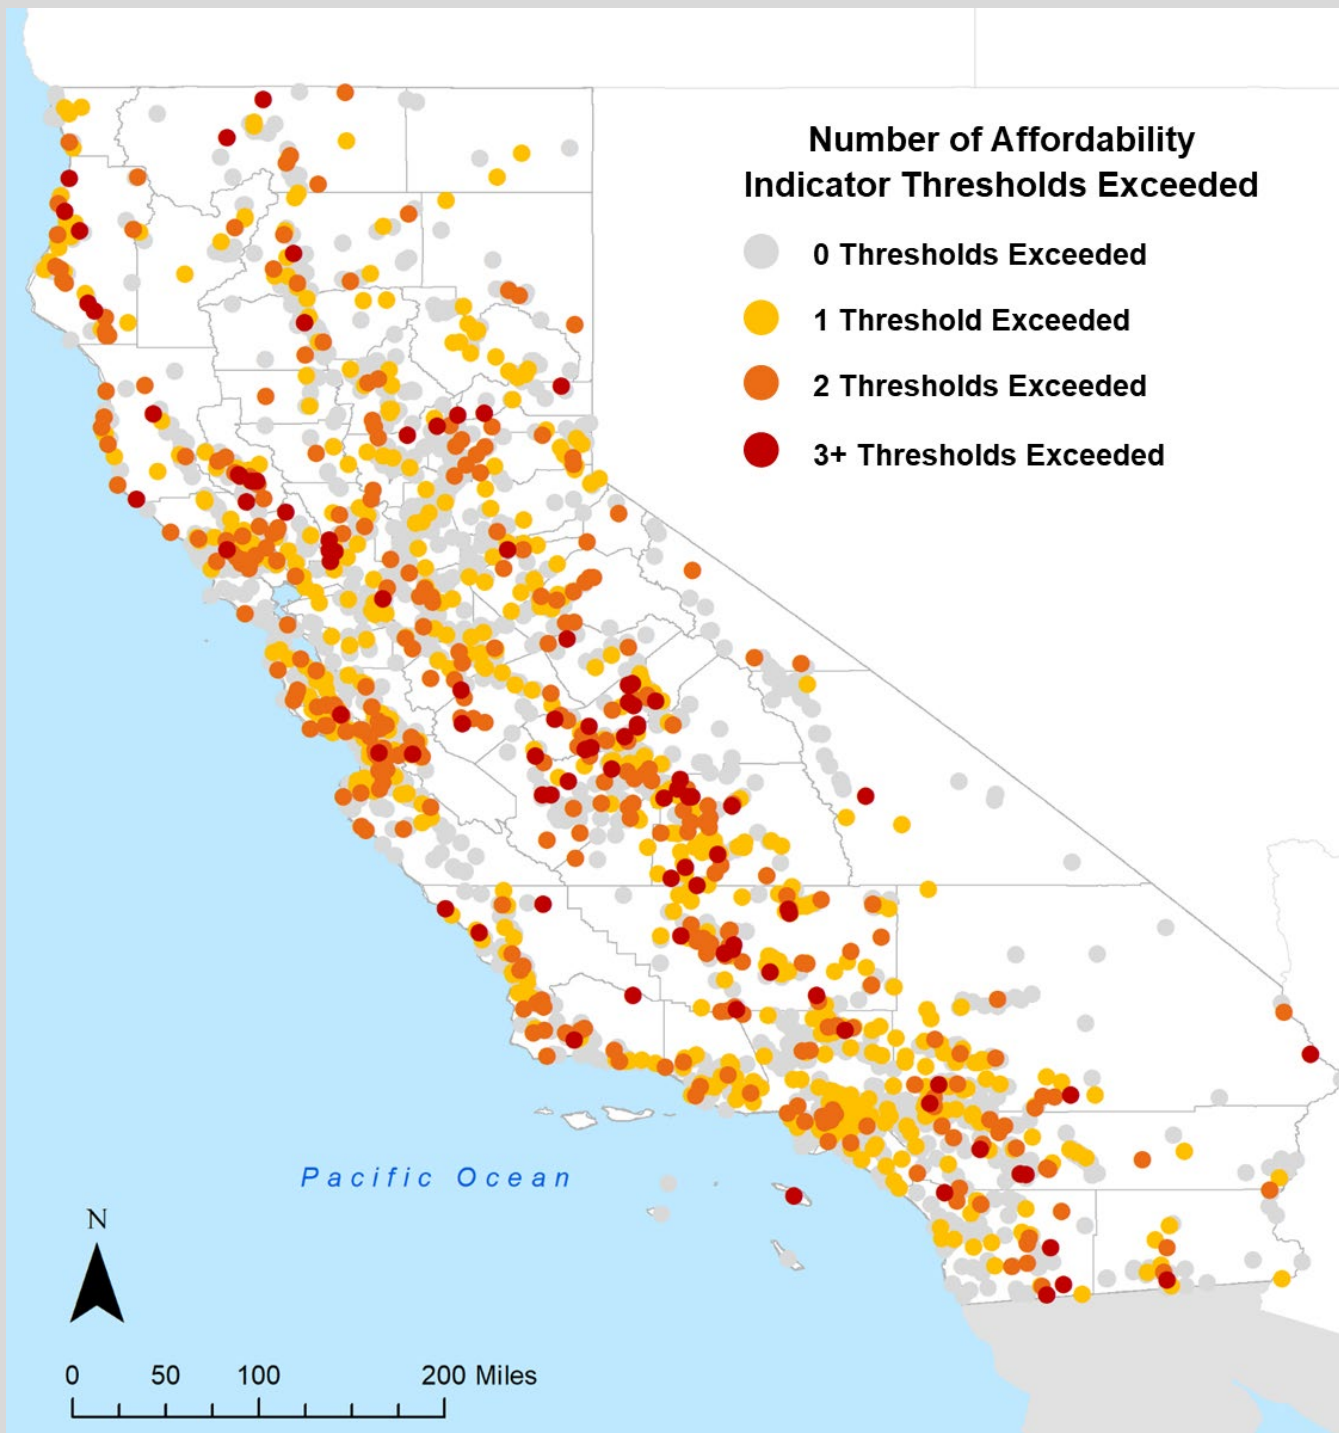 Number of Affordability
Indicator Thresholds Exceeded
0 Thresholds Exceeded
1 Threshold Exceeded
2 Thresholds Exceeded
3+ Thresholds Exceeded
Pacific Ocean
N
0 50 100 200 Miles